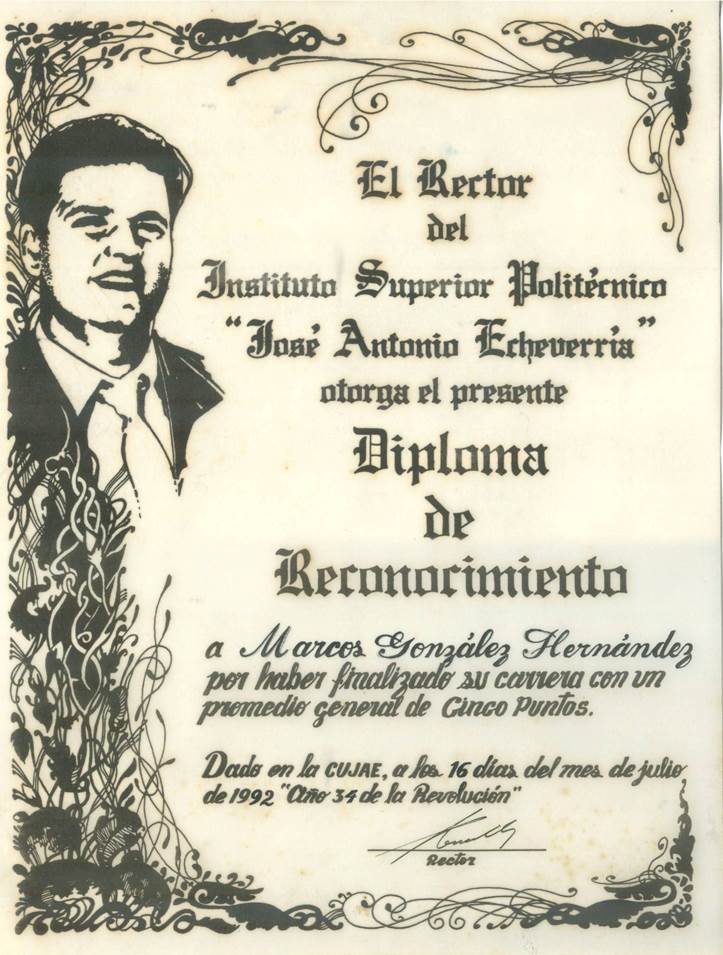 El Rector
del
Instituto Superior Politécnico
"José Antonio Echeverría"
otorga el presente
Diploma
de
Reconocimiento
a Marcos González Hernández
por haber finalizado su carrera con un
promedio general de Cinco Puntos.
Dado en la CUJAE, a los 16 días del mes de julio
de 1992 "Año 34 de la Revolución"
Rector